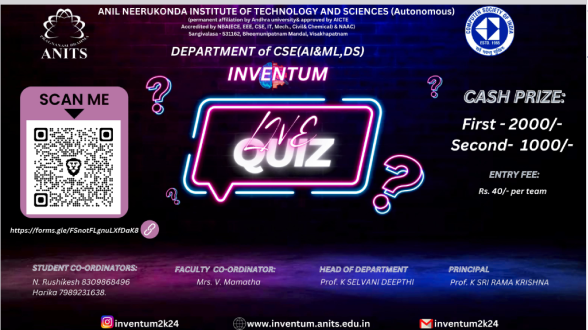 ANIL NEERUKONDA INSTITUTE OF TECHNOLOGY AND SCIENCES (Autonomous)
(permanent affiliation by Andhra university& approved by AICTE
Accredited by NBA(ECE, EEE, CSE, IT, Mech., Civil& Chemical) & NAAC)
Sangivalasa - 531162, Bheemunipatnam Mandal, Visakhapatnam
ANITS
DEPARTMENT of CSE(AI&ML,DS)
INVENTUM
SCAN ME
LIVE
QUIZ
CASH PRIZE:
First - 2000/-
Second- 1000/-
ENTRY FEE:
Rs. 40/- per team
https://forms.gle/FSnotFLgnuLXfDaK8
STUDENT CO-ORDINATORS:
N. Rushikesh 8309868496
Harika 7989231638.
FACULTY CO-ORDINATOR:
Mrs. V. Mamatha
HEAD OF DEPARTMENT
Prof. K SELVANI DEEPTHI
PRINCIPAL
Prof. K SRI RAMA KRISHNA
inventum2k24
www.inventum.anits.edu.in
inventum2k24